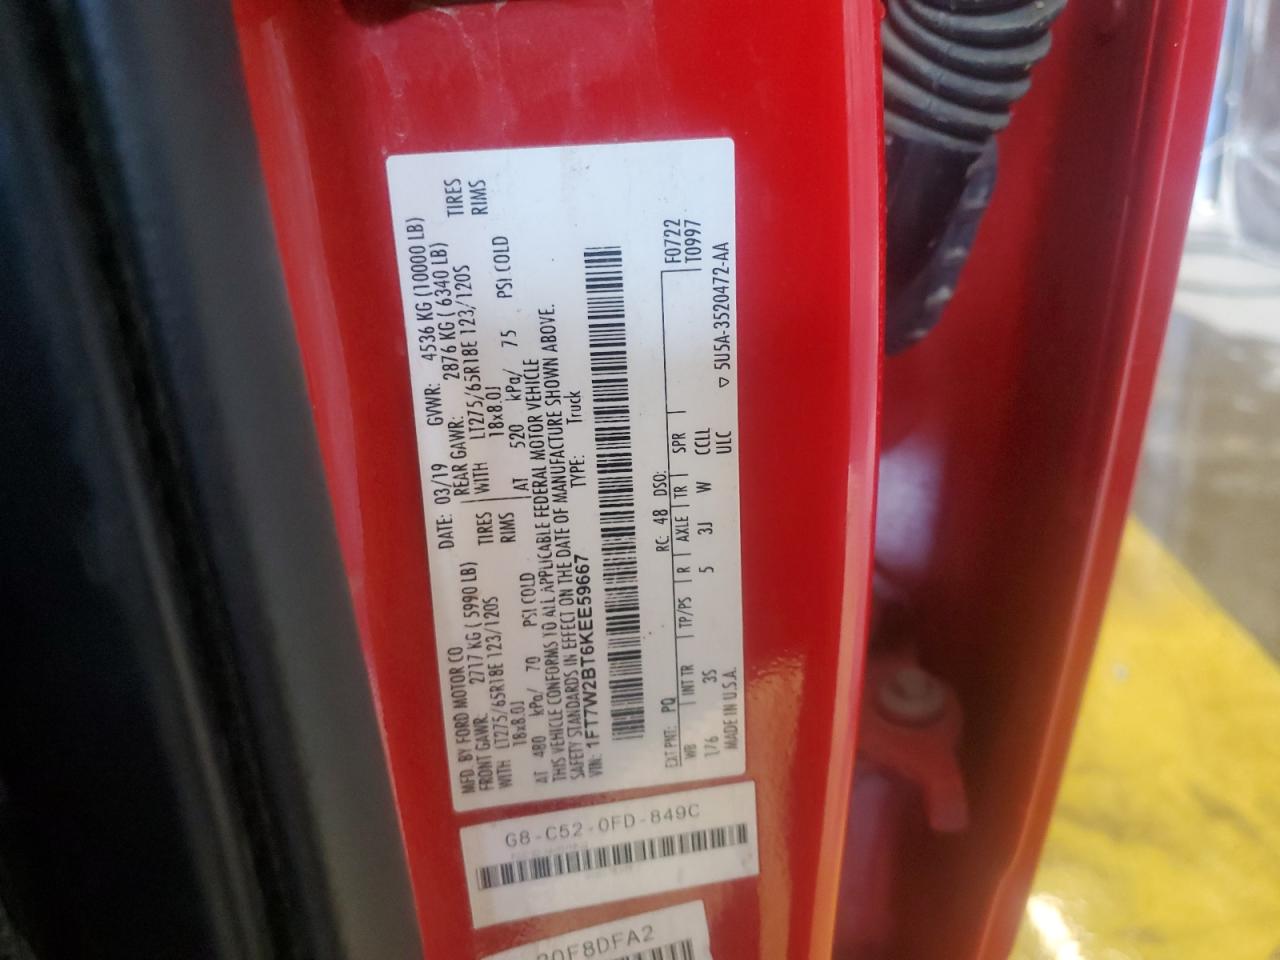 MFD. BY FORD MOTOR CO
DATE: 03/19 GVWR: 4536 KG (10000 LB)
FRONT GAWR: 2717 KG ( 5990 LB) REAR GAWR: 2876 KG ( 6340 LB)
WITH LT275/65R18E 123/120S TIRES WITH LT275/65R18E 123/120S TIRES
18x8.0J RIMS 18x8.0J RIMS
AT 480 kPa/ 70 PSI COLD AT 520 kPa/ 75 PSI COLD
THIS VEHICLE CONFORMS TO ALL APPLICABLE FEDERAL MOTOR VEHICLE
SAFETY STANDARDS IN EFFECT ON THE DATE OF MANUFACTURE SHOWN ABOVE.
VIN: 1FT7W2BT6KEE59667 TYPE: Truck
F0722
T0997
EXT PNT: PQ RC: 48 DSO:
WB INT TR TP/PS R AXLE TR SPR
176 3S 5 3J W CCLL
ULC
MADE IN U.S.A. ▽ 5U5A-3520472-AA
G8-C52-0FD-849C
0F8DFA2